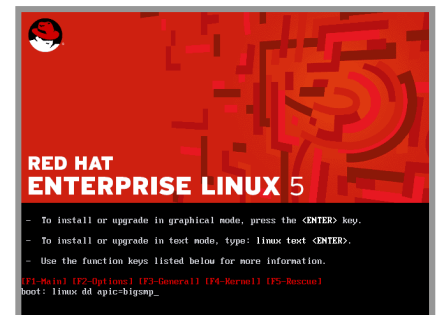 RED HAT
ENTERPRISE LINUX 5
- To install or upgrade in graphical mode, press the <ENTER> key.
- To install or upgrade in text mode, type: linux text <ENTER>.
- Use the function keys listed below for more information.
[F1-Main] [F2-Options] [F3-General] [F4-Kernel] [F5-Rescue]
boot: linux dd apic=bigsmp_